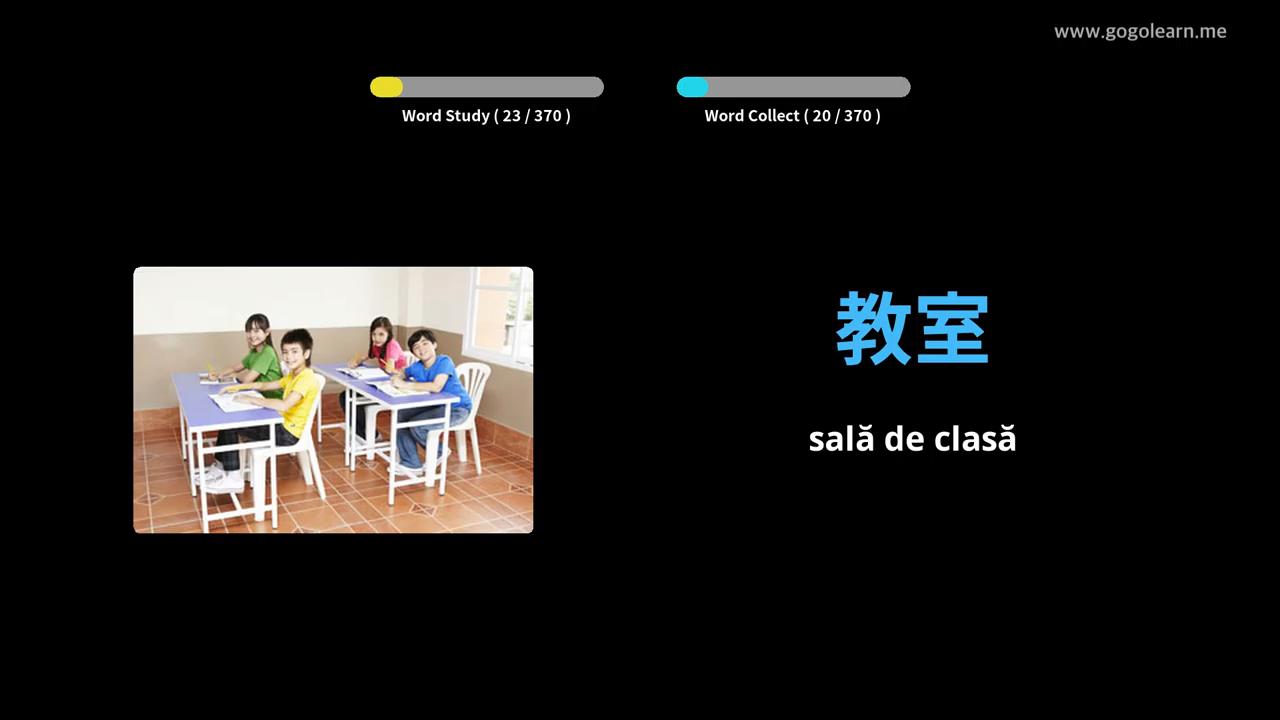 www.gogolearn.me
Word Study ( 23 / 370 )
Word Collect ( 20 / 370 )
教室
sală de clasă